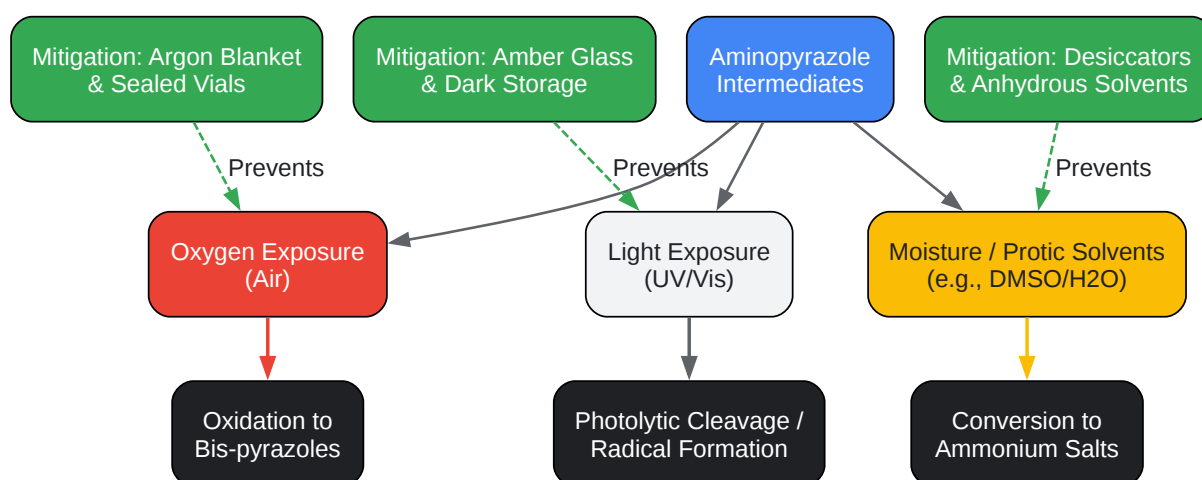 Mitigation: Argon Blanket
& Sealed Vials
Mitigation: Amber Glass
& Dark Storage
Aminopyrazole
Intermediates
Mitigation: Desiccators
& Anhydrous Solvents
Prevents
Prevents
Prevents
Oxygen Exposure
(Air)
Light Exposure
(UV/Vis)
Moisture / Protic Solvents
(e.g., DMSO/H2O)
Oxidation to
Bis-pyrazoles
Photolytic Cleavage /
Radical Formation
Conversion to
Ammonium Salts